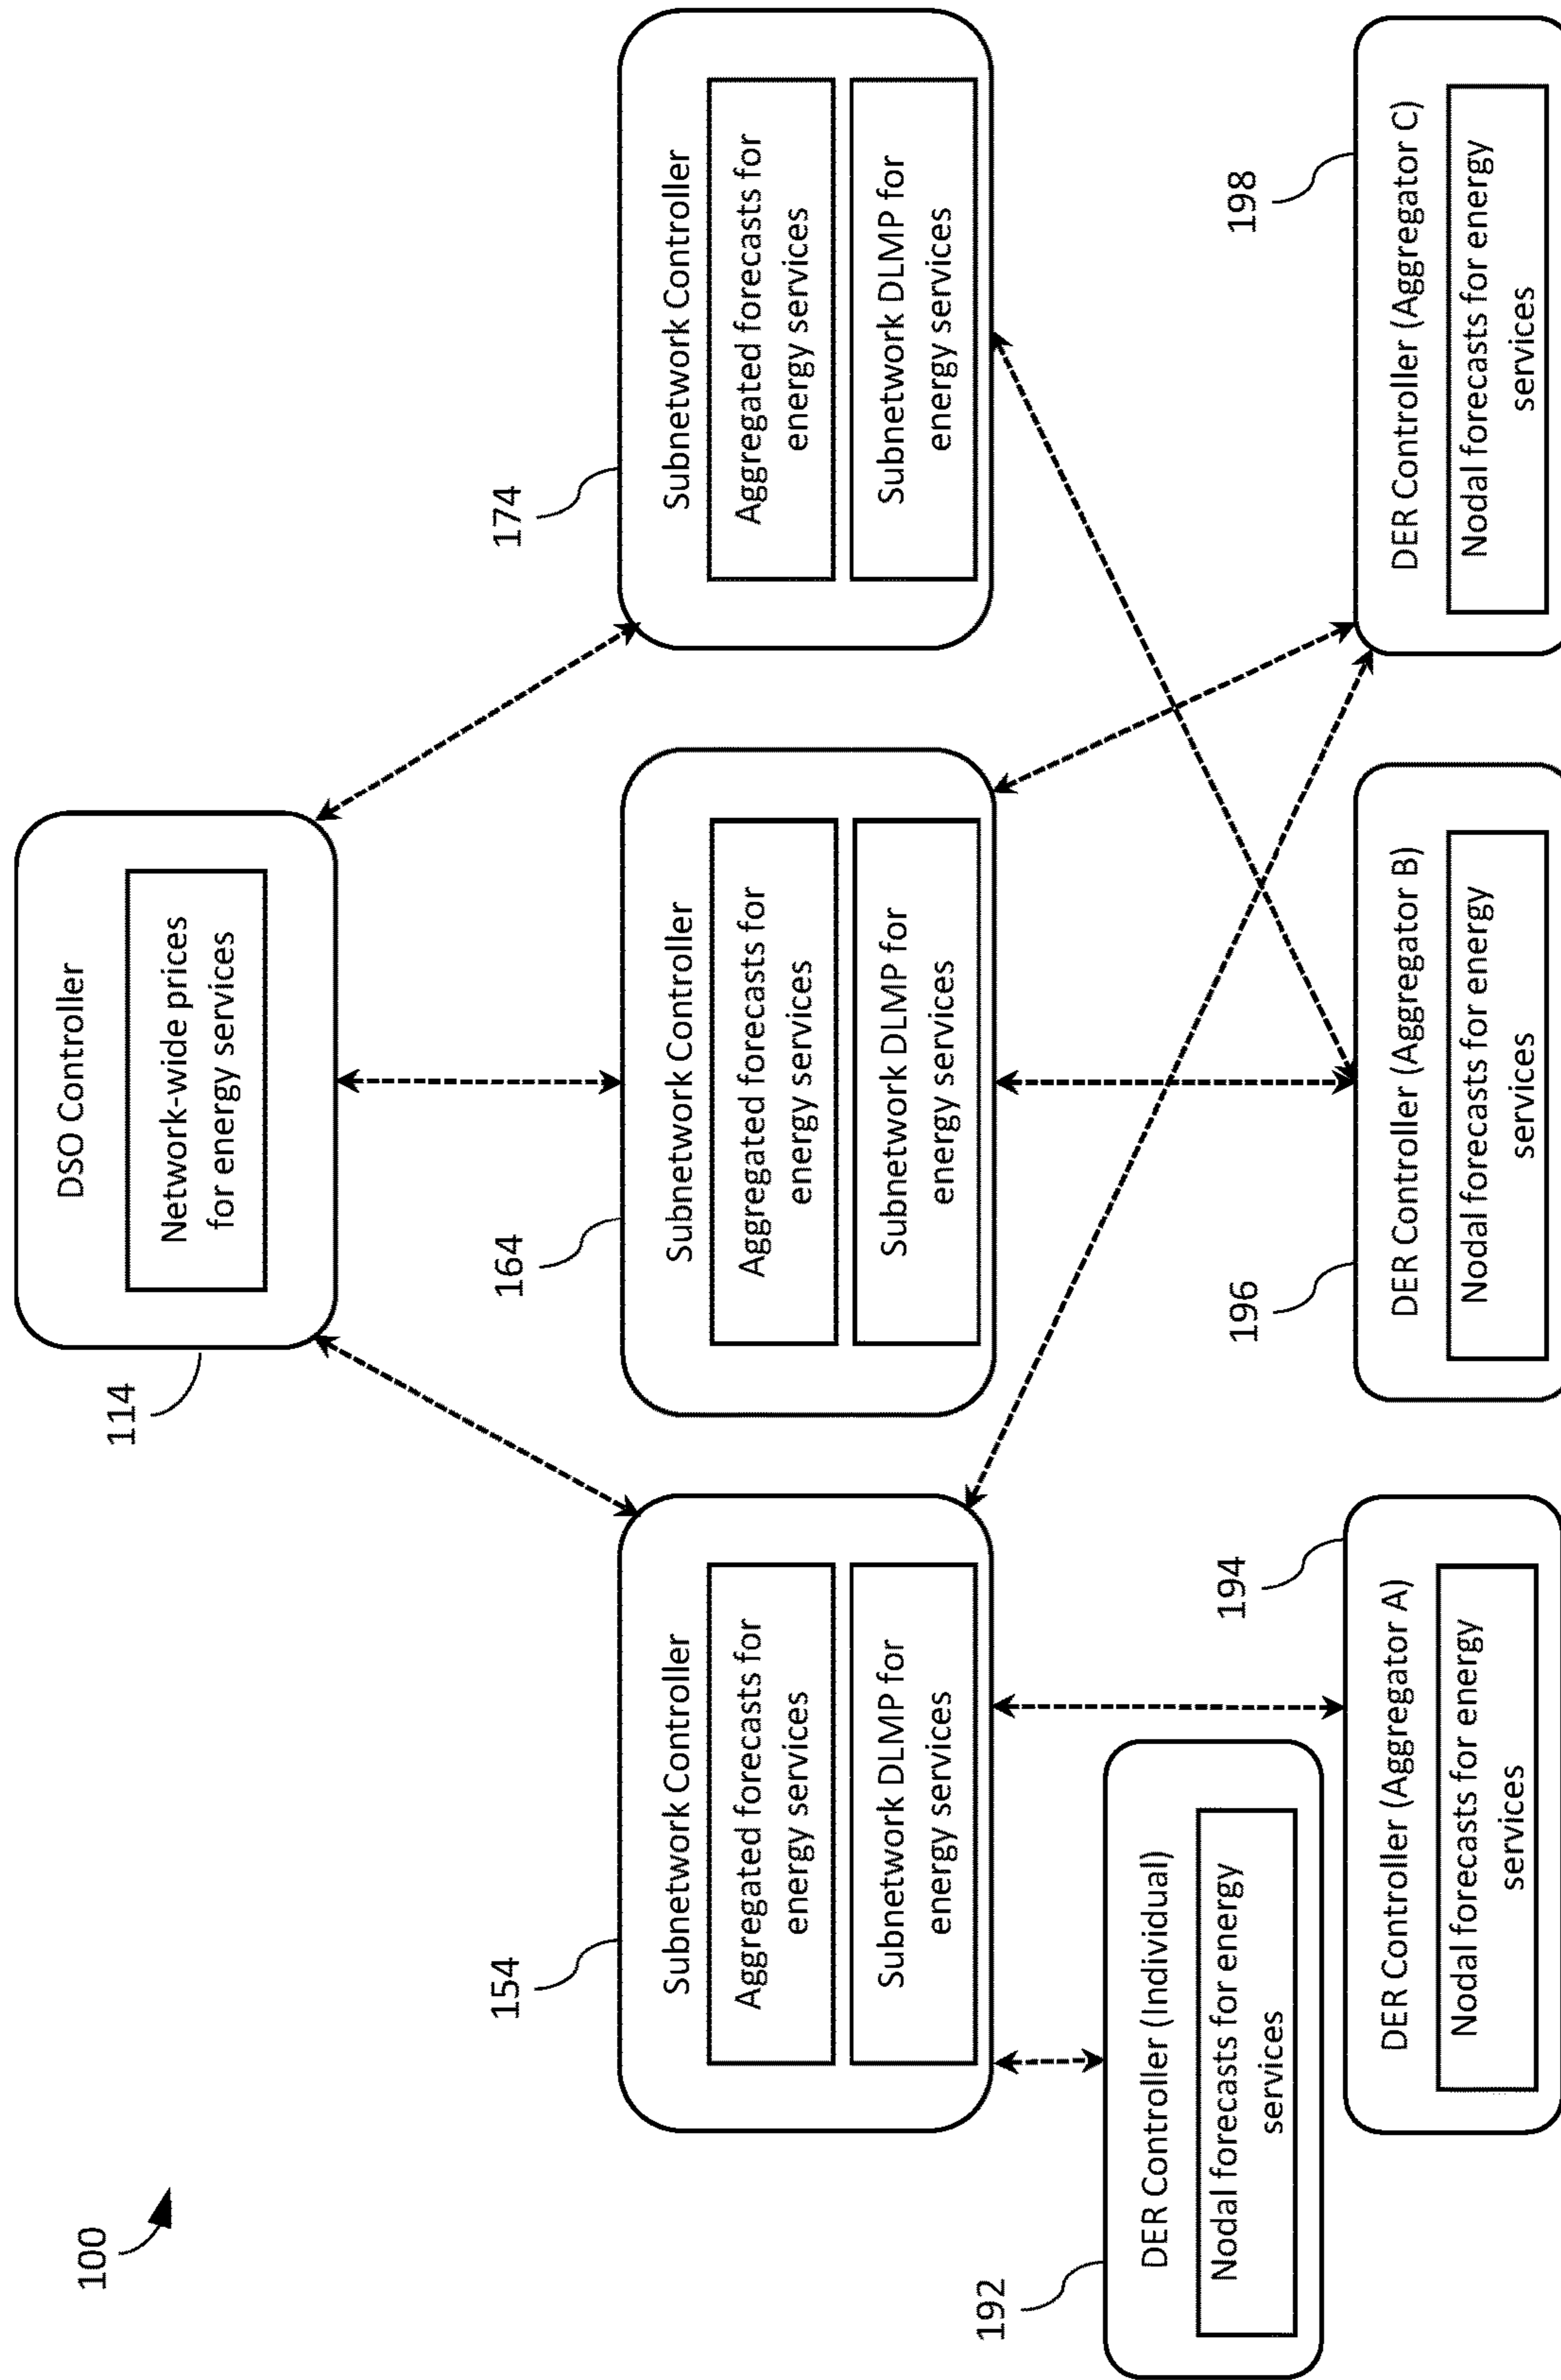 100
114
DSO Controller
Network-wide prices
for energy services
154
Subnetwork Controller
Aggregated forecasts for
energy services
Subnetwork DLMP for
energy services
164
Subnetwork Controller
Aggregated forecasts for
energy services
Subnetwork DLMP for
energy services
174
Subnetwork Controller
Aggregated forecasts for
energy services
Subnetwork DLMP for
energy services
192
DER Controller (Individual)
Nodal forecasts for energy
services
194
DER Controller (Aggregator A)
Nodal forecasts for energy
services
196
DER Controller (Aggregator B)
Nodal forecasts for energy
services
198
DER Controller (Aggregator C)
Nodal forecasts for energy
services